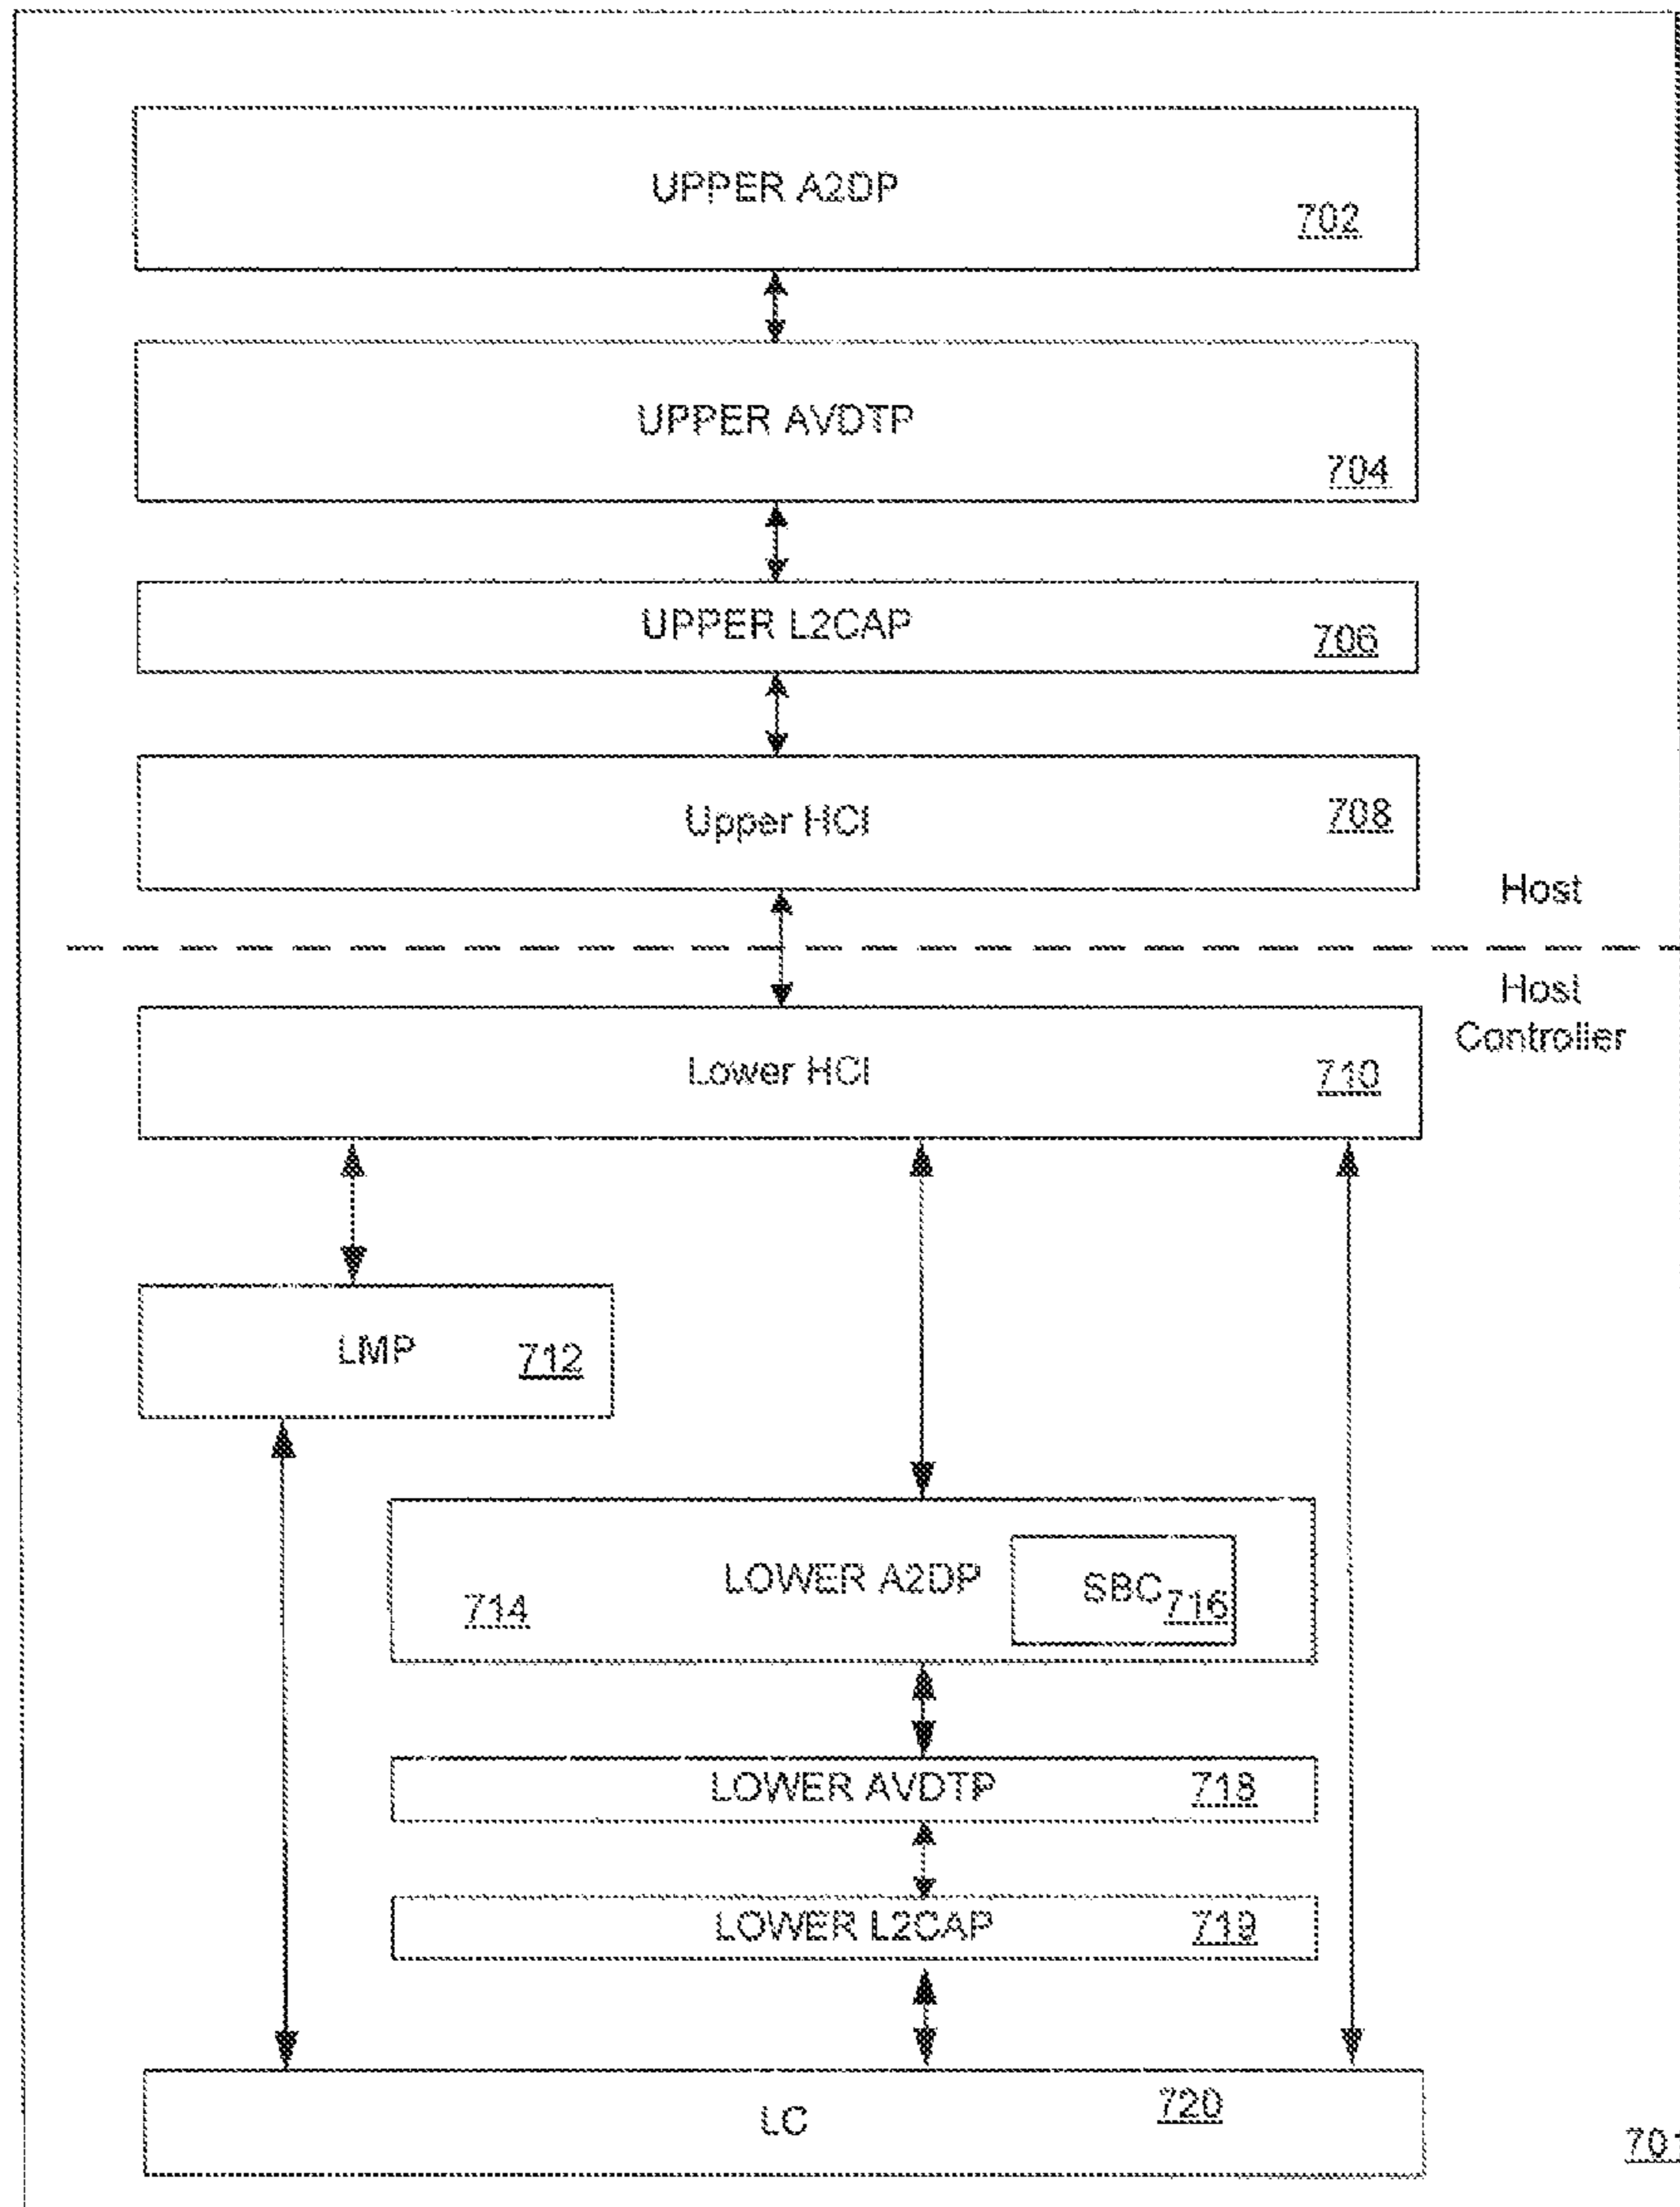 UPPER A2DP
702
UPPER AVDTP
704
UPPER L2CAP
706
Upper HCI
708
Host
Host
Controller
Lower HCI
710
LMP
712
LOWER A2DP
714
SBC
716
LOWER AVDTP
718
LOWER L2CAP
719
LC
720
701